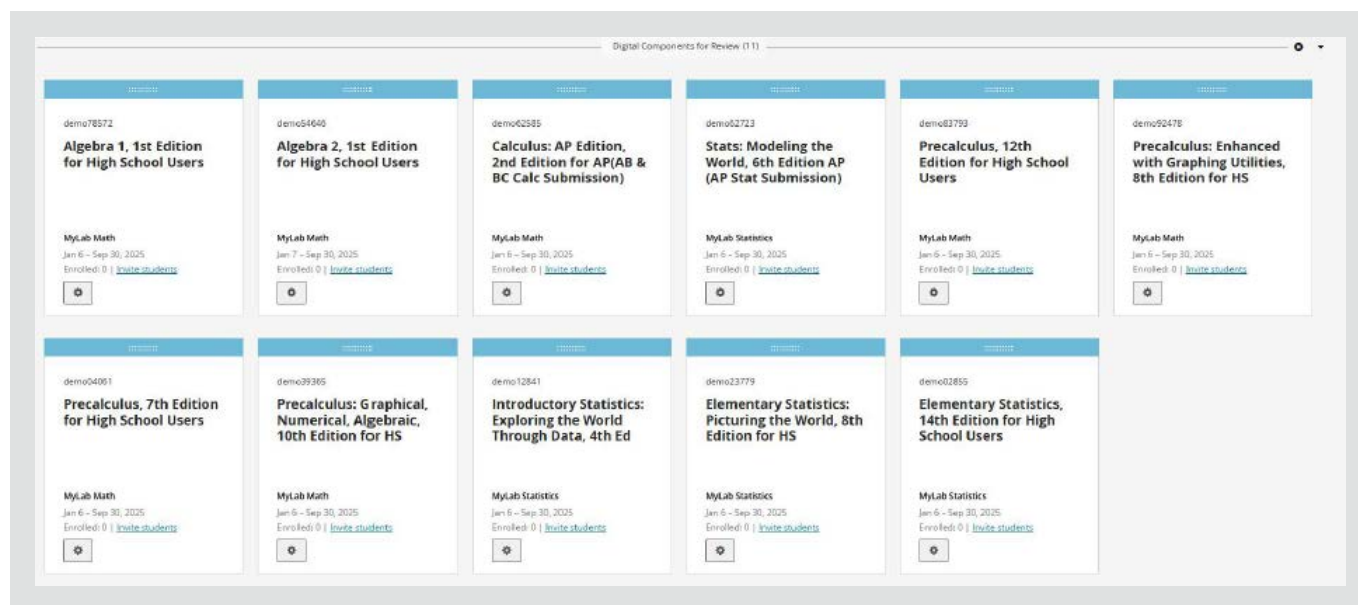 Digital Components for Review (11)
demo78572
Algebra 1, 1st Edition
for High School Users
MyLab Math
Jan 6 – Sep 30, 2025
Enrolled: 0 | Invite students
demo54646
Algebra 2, 1st Edition
for High School Users
MyLab Math
Jan 7 – Sep 30, 2025
Enrolled: 0 | Invite students
demo62585
Calculus: AP Edition,
2nd Edition for AP(AB &
BC Calc Submission)
MyLab Math
Jan 6 – Sep 30, 2025
Enrolled: 0 | Invite students
demo62723
Stats: Modeling the
World, 6th Edition AP
(AP Stat Submission)
MyLab Statistics
Jan 6 – Sep 30, 2025
Enrolled: 0 | Invite students
demo83793
Precalculus, 12th
Edition for High School
Users
MyLab Math
Jan 6 – Sep 30, 2025
Enrolled: 0 | Invite students
demo92478
Precalculus: Enhanced
with Graphing Utilities,
8th Edition for HS
MyLab Math
Jan 6 – Sep 30, 2025
Enrolled: 0 | Invite students
demo04061
Precalculus, 7th Edition
for High School Users
MyLab Math
Jan 6 – Sep 30, 2025
Enrolled: 0 | Invite students
demo39365
Precalculus: Graphical,
Numerical, Algebraic,
10th Edition for HS
MyLab Math
Jan 6 – Sep 30, 2025
Enrolled: 0 | Invite students
demo12841
Introductory Statistics:
Exploring the World
Through Data, 4th Ed
MyLab Statistics
Jan 6 – Sep 30, 2025
Enrolled: 0 | Invite students
demo23779
Elementary Statistics:
Picturing the World, 8th
Edition for HS
MyLab Statistics
Jan 6 – Sep 30, 2025
Enrolled: 0 | Invite students
demo02855
Elementary Statistics,
14th Edition for High
School Users
MyLab Statistics
Jan 6 – Sep 30, 2025
Enrolled: 0 | Invite students